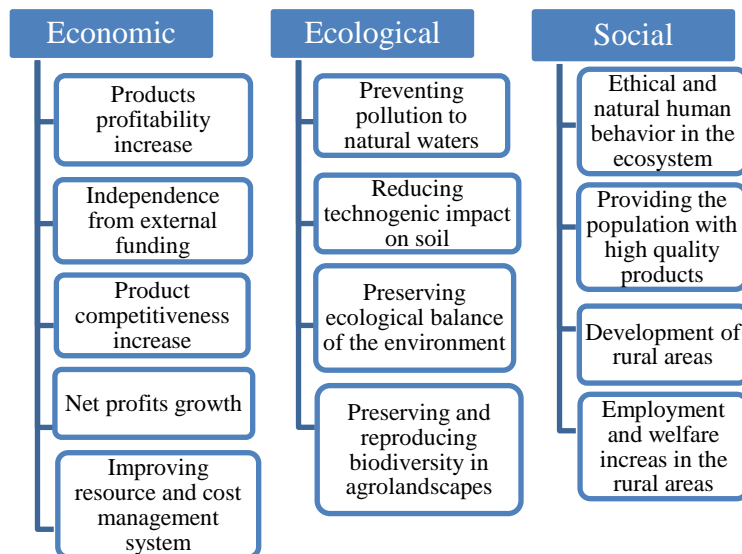 Economic
Products
profitability
increase
Independence
from external
funding
Product
competitiveness
increase
Net profits growth
Improving
resource and cost
management
system
Ecological
Preventing
pollution to
natural waters
Reducing
technogenic impact
on soil
Preserving
ecological balance
of the environment
Preserving and
reproducing
biodiversity in
agrolandscapes
Social
Ethical and
natural human
behavior in the
ecosystem
Providing the
population with
high quality
products
Development of
rural areas
Employment
and welfare
increas in the
rural areas